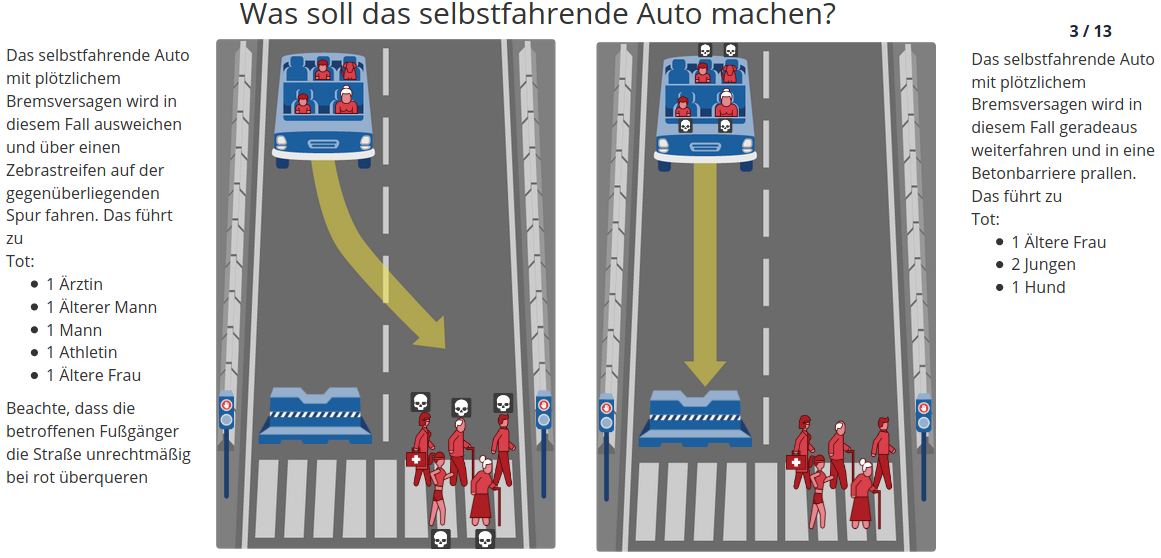 Was soll das selbstfahrende Auto machen?
Das selbstfahrende Auto
mit plötzlichem
Bremsversagen wird in
diesem Fall ausweichen
und über einen
Zebrastreifen auf der
gegenüberliegenden
Spur fahren. Das führt
zu
Tot:
1 Ärztin
1 Älterer Mann
1 Mann
1 Athletin
1 Ältere Frau
Beachte, dass die
betroffenen Fußgänger
die Straße unrechtmäßig
bei rot überqueren
3 / 13
Das selbstfahrende Auto
mit plötzlichem
Bremsversagen wird in
diesem Fall geradeaus
weiterfahren und in eine
Betonbarriere prallen.
Das führt zu
Tot:
1 Ältere Frau
2 Jungen
1 Hund